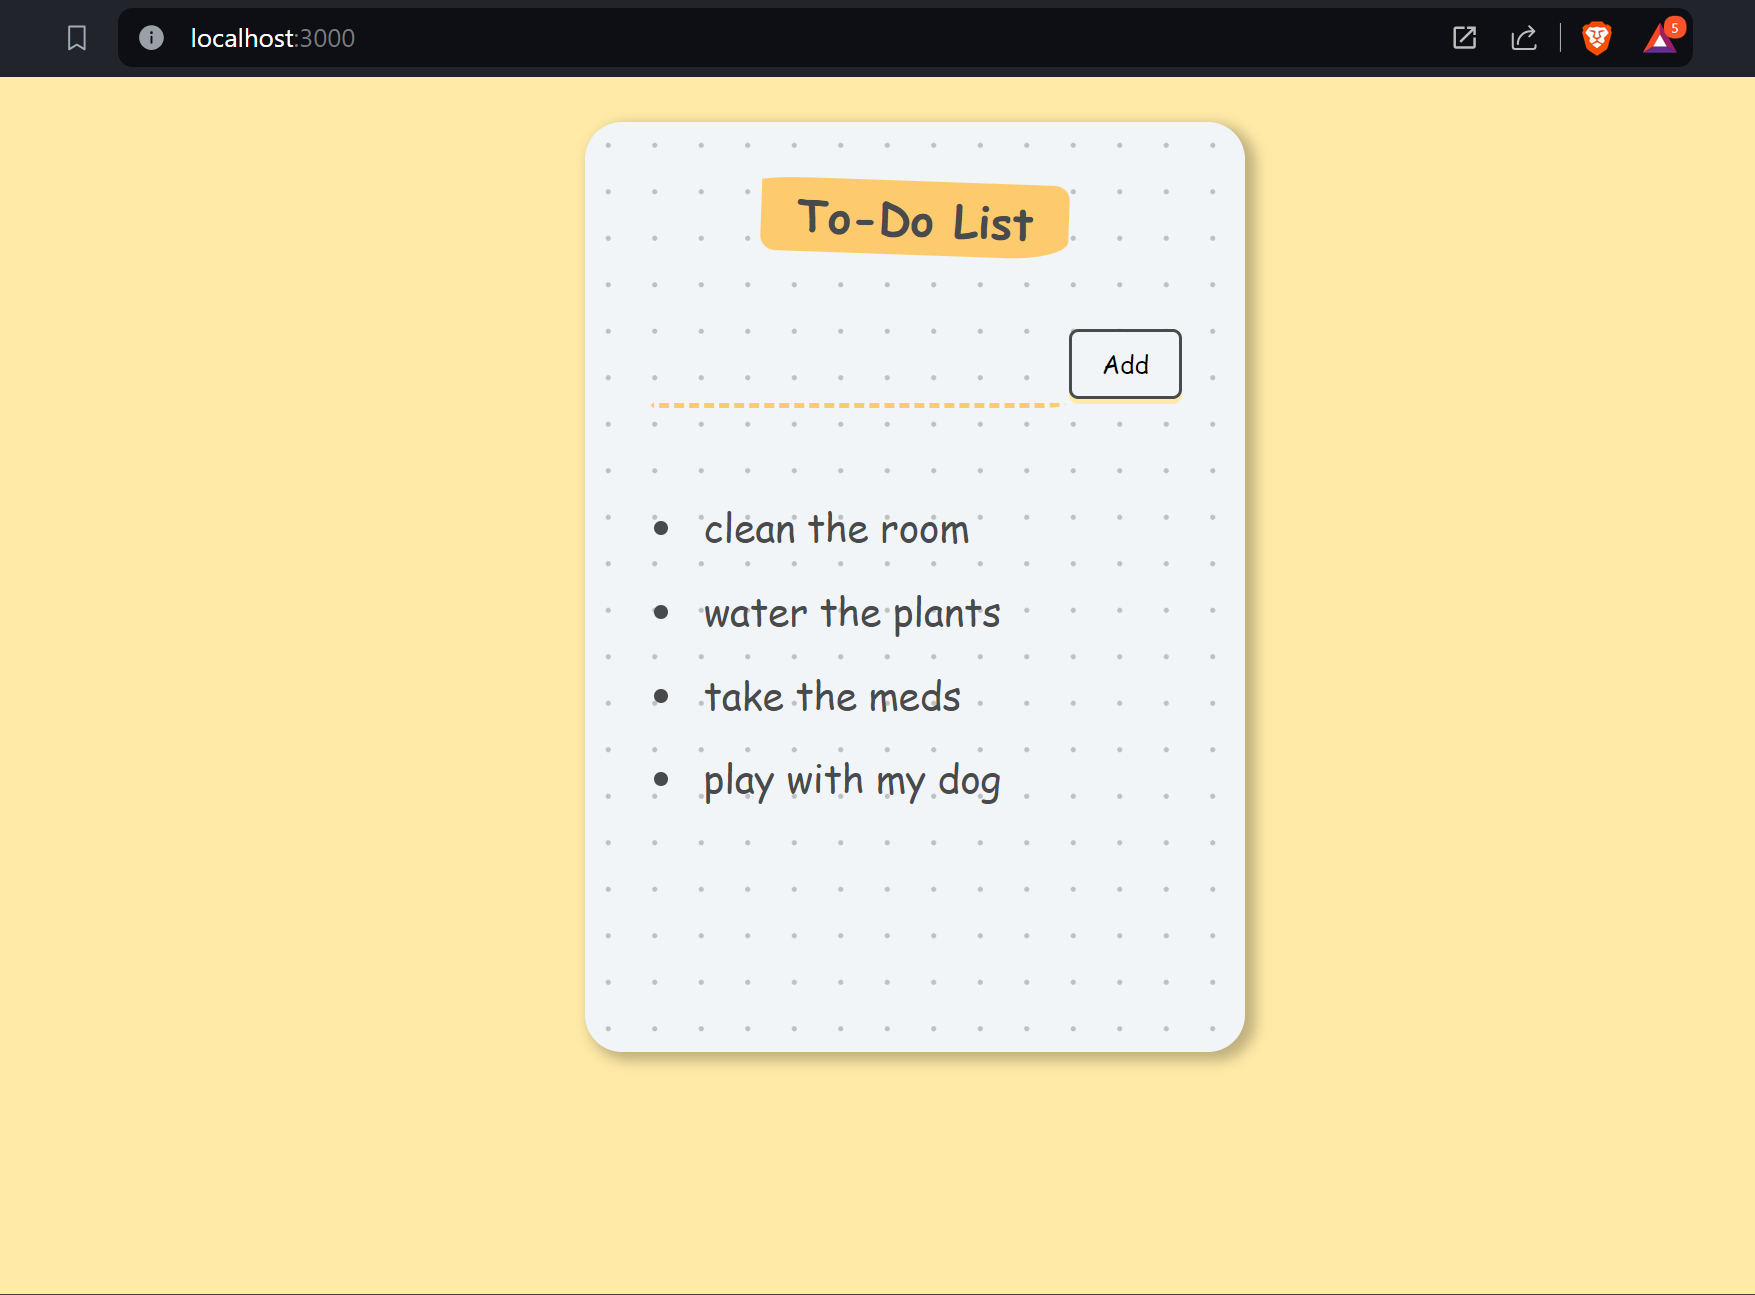 localhost:3000
5
To-Do List
Add
clean the room
water the plants
take the meds
play with my dog